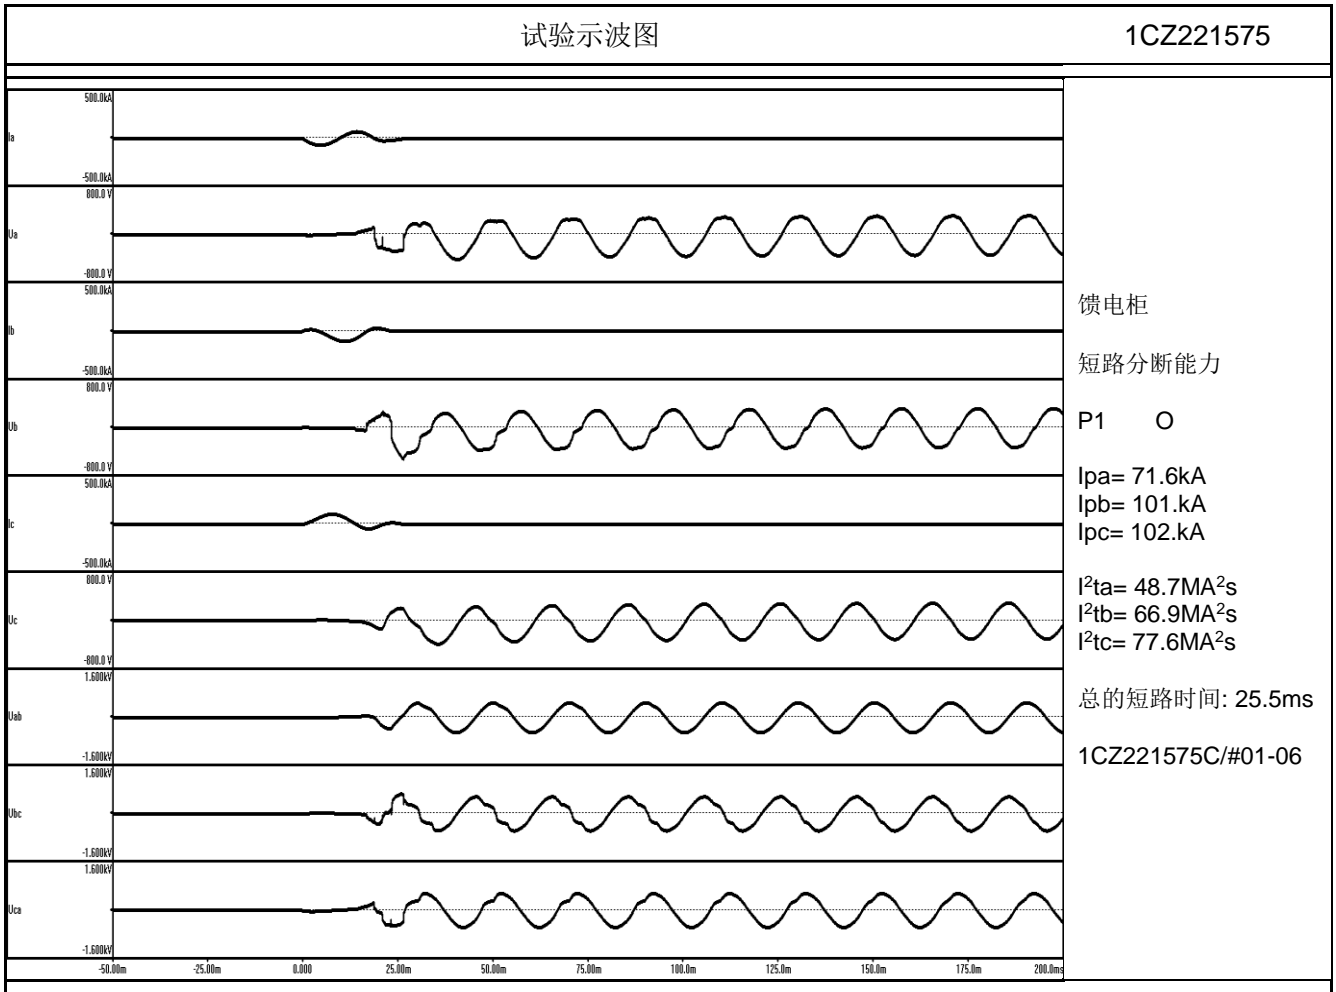 试验示波图
1CZ221575
500.0kA
Ia
-500.0kA
800.0 V
Ua
-800.0 V
500.0kA
Ib
-500.0kA
800.0 V
Ub
-800.0 V
500.0kA
Ic
-500.0kA
800.0 V
Uc
-800.0 V
1.600kV
Uab
-1.600kV
1.600kV
Ubc
-1.600kV
1.600kV
Uca
-1.600kV
-50.00m -25.00m 0.000 25.00m 50.00m 75.00m 100.0m 125.0m 150.0m 175.0m 200.0ms
馈电柜
短路分断能力
P1 O
Ipa= 71.6kA
Ipb= 101.kA
Ipc= 102.kA
I²ta= 48.7MA²s
I²tb= 66.9MA²s
I²tc= 77.6MA²s
总的短路时间: 25.5ms
1CZ221575C/#01-06